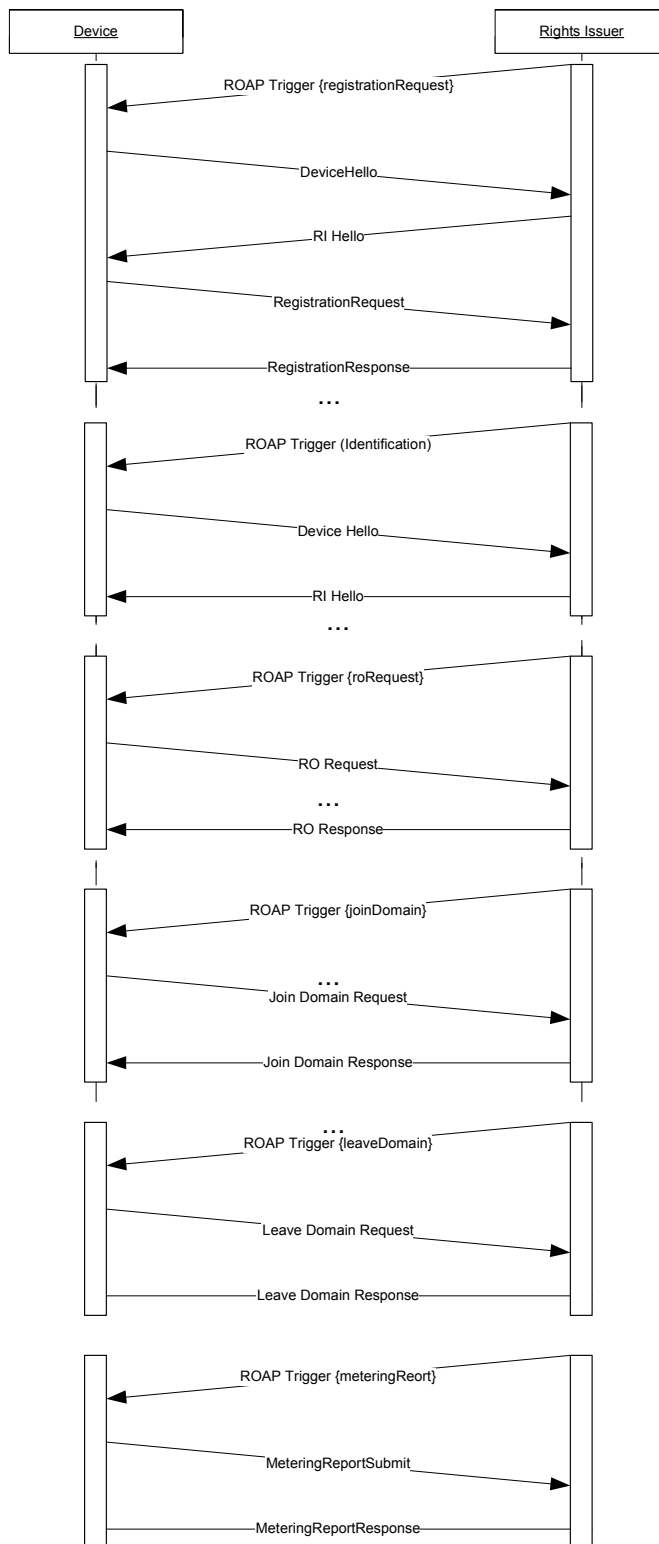 Device
Rights Issuer
ROAP Trigger {registrationRequest}
DeviceHello
RI Hello
RegistrationRequest
RegistrationResponse
...
ROAP Trigger (Identification)
Device Hello
RI Hello
...
ROAP Trigger {roRequest}
RO Request
...
RO Response
ROAP Trigger {joinDomain}
...
Join Domain Request
Join Domain Response
...
ROAP Trigger {leaveDomain}
Leave Domain Request
Leave Domain Response
ROAP Trigger {meteringReort}
MeteringReportSubmit
MeteringReportResponse